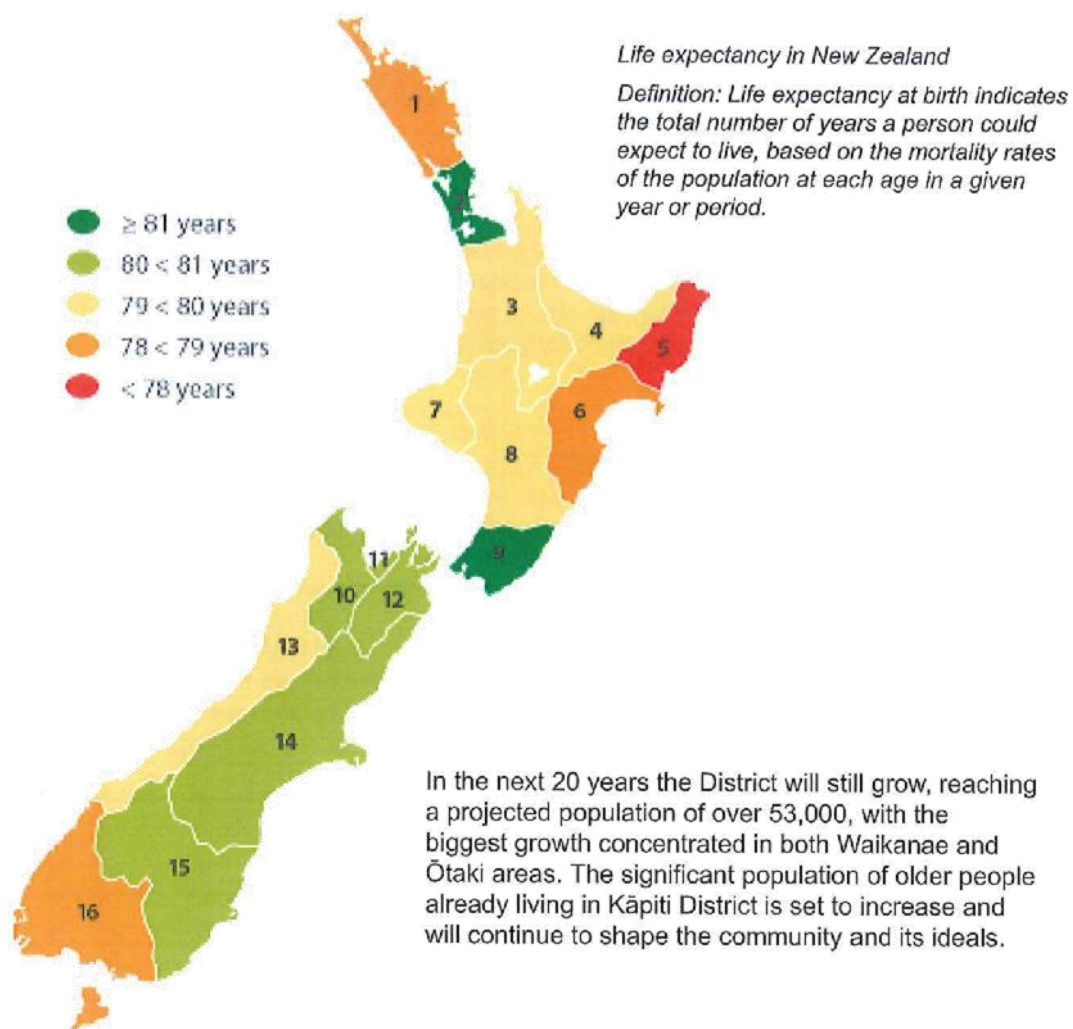 Life expectancy in New Zealand
Definition: Life expectancy at birth indicates
the total number of years a person could
expect to live, based on the mortality rates
of the population at each age in a given
year or period.
≥ 81 years
80 < 81 years
79 < 80 years
78 < 79 years
< 78 years
1
2
3
4
5
6
7
8
9
10
11
12
13
14
15
16
In the next 20 years the District will still grow, reaching
a projected population of over 53,000, with the
biggest growth concentrated in both Waikanae and
Ōtaki areas. The significant population of older people
already living in Kāpiti District is set to increase and
will continue to shape the community and its ideals.